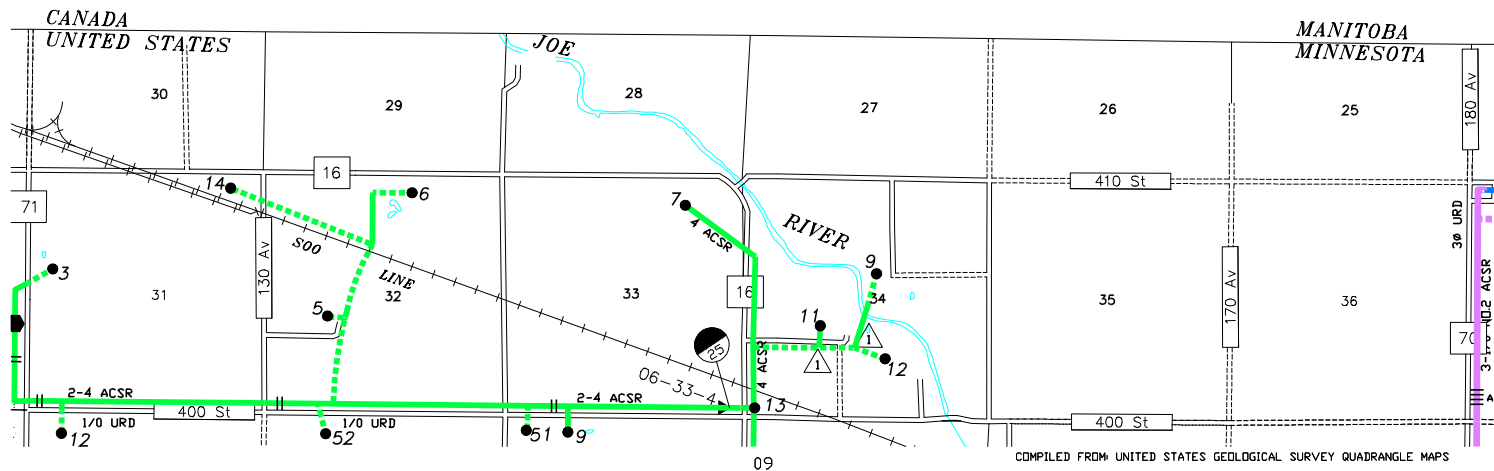 CANADA
UNITED STATES
JOE
MANITOBA
MINNESOTA
30
29
28
27
26
25
180 Av
16
410 St
14
6
7
71
4 ACSR
RIVER
3Ø URD
SOO
LINE
130 Av
3
9
31
32
33
16
34
35
170 Av
36
5
11
1
1
12
25
4 ACSR
70
06-33-4
2-4 ACSR
2-4 ACSR
13
400 St
400 St
1/0 URD
1/0 URD
12
52
51
9
09
COMPILED FROM: UNITED STATES GEOLOGICAL SURVEY QUADRANGLE MAPS